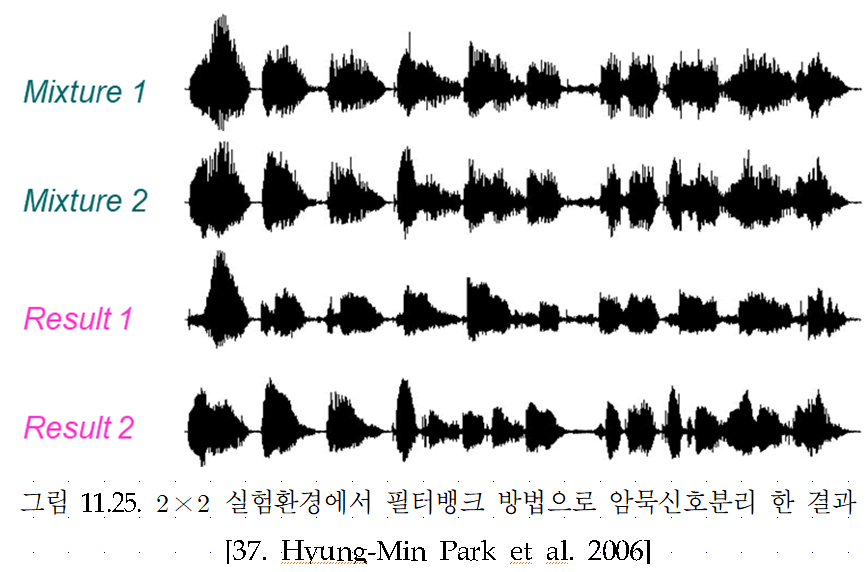 Mixture 1
Mixture 2
Result 1
Result 2
그림 11.25. 2×2 실험환경에서 필터뱅크 방법으로 암묵신호분리 한 결과
[37. Hyung-Min Park et al. 2006]